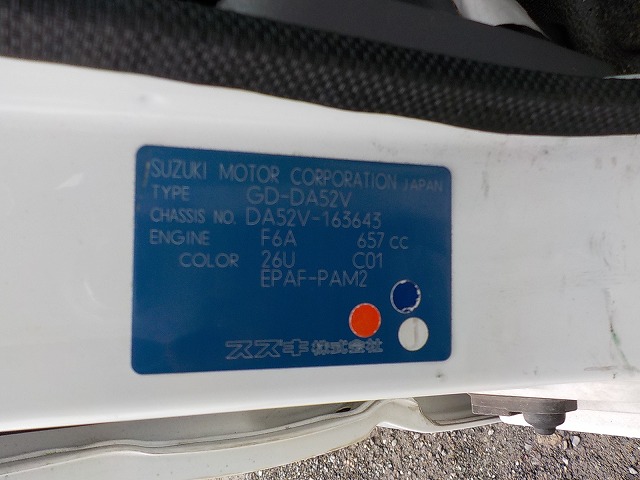 SUZUKI MOTOR CORPORATION JAPAN
TYPE GD-DA52V
CHASSIS NO. DA52V-163643
ENGINE F6A 657 cc
COLOR 26U C01
EPAF-PAM2
スズキ株式会社